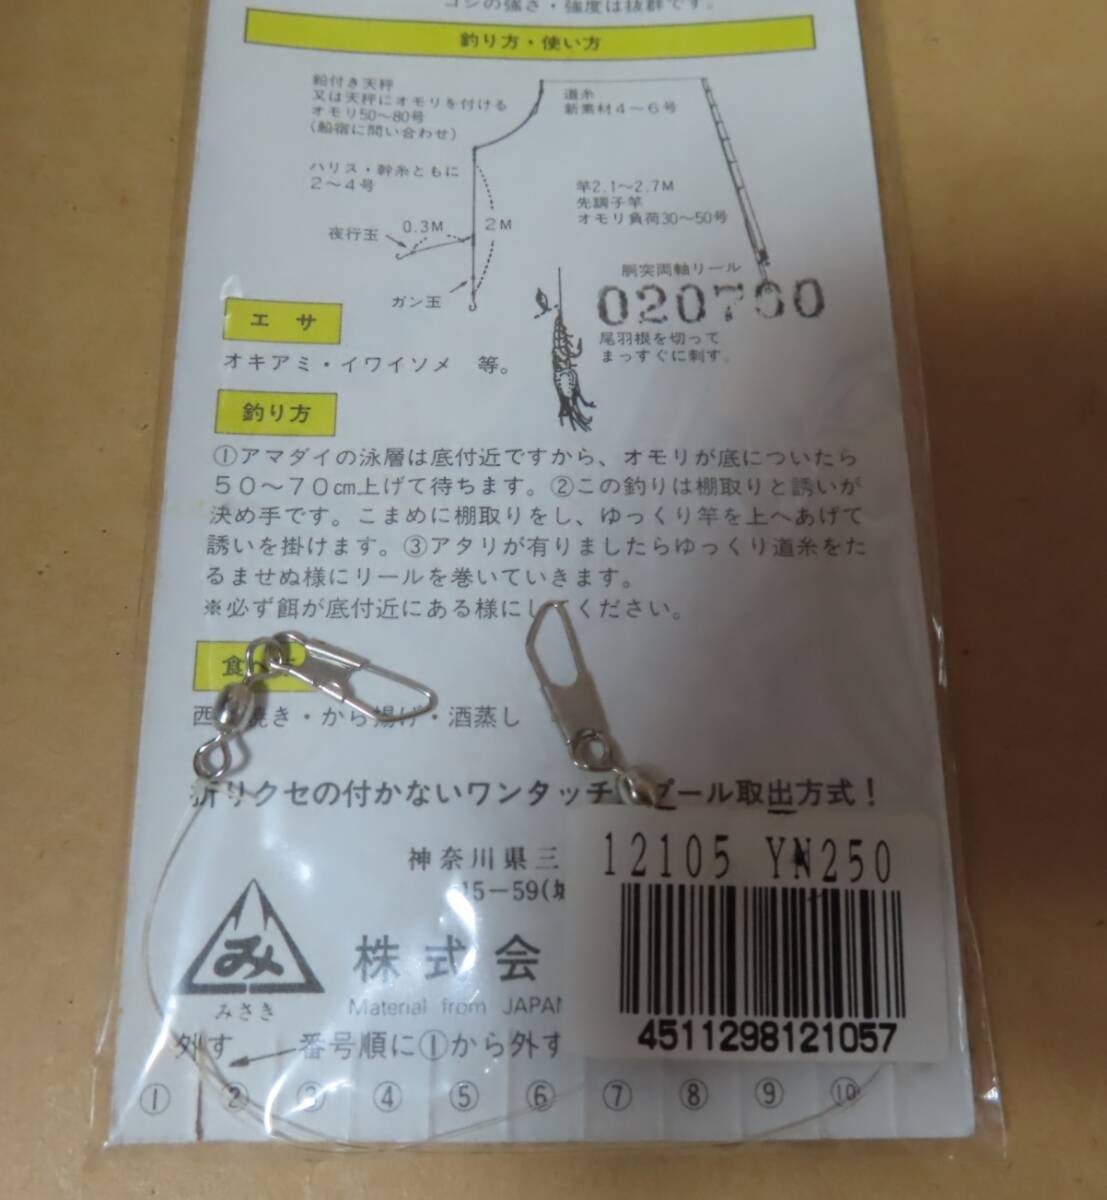 コシの強さ・強度は抜群です。
釣り方・使い方
鉛付き天秤
又は天秤にオモリを付ける
オモリ50～80号
(船宿に問い合わせ)
道糸
新素材4～6号
ハリス・幹糸ともに
2～4号
竿2.1～2.7M
先調子竿
オモリ負荷30～50号
0.3M
2M
夜行玉
胴突両軸リール
ガン玉
020700
尾羽根を切って
まっすぐに刺す。
エサ
オキアミ・イワイソメ 等。
釣り方
①アマダイの泳層は底付近ですから、オモリが底についたら
50～70cm上げて待ちます。②この釣りは棚取りと誘いが
決め手です。こまめに棚取りをし、ゆっくり竿を上へあげて
誘いを掛けます。③アタリが有りましたらゆっくり道糸をた
るませぬ様にリールを巻いていきます。
※必ず餌が底付近にある様に ください。
食
西 焼き・から揚げ・酒蒸し
折りクセの付かないワンタッチ プール取出方式！
12105 YN250
神奈川県三
15－59(
み
みさき
株式会
Material from JAPAN
4511298121057
外す
番号順に①から外す
① ② ③ ④ ⑤ ⑥ ⑦ ⑧ ⑨ ⑩